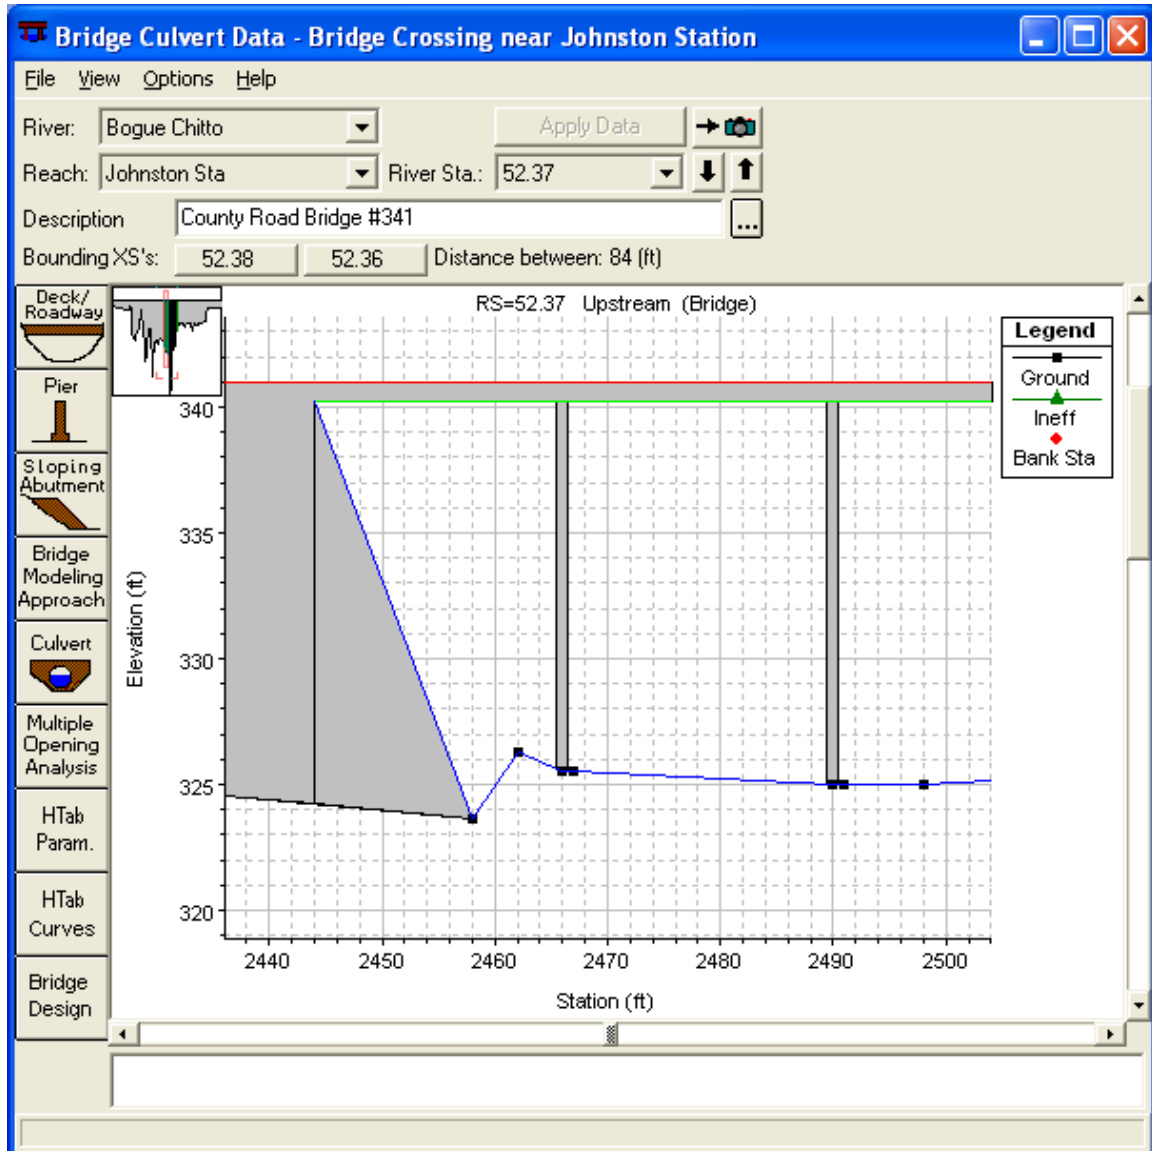 Bridge Culvert Data - Bridge Crossing near Johnston Station
File View Options Help
River: Bogue Chitto Apply Data
Reach: Johnston Sta River Sta.: 52.37
Description County Road Bridge #341 ...
Bounding XS's: 52.38 52.36 Distance between: 84 (ft)
Deck/
Roadway
Pier
Sloping
Abutment
Bridge
Modeling
Approach
Culvert
Multiple
Opening
Analysis
HTab
Param.
HTab
Curves
Bridge
Design
RS=52.37 Upstream (Bridge)
Elevation (ft)
340
335
330
325
320
2440 2450 2460 2470 2480 2490 2500
Station (ft)
Legend
Ground
Ineff
Bank Sta